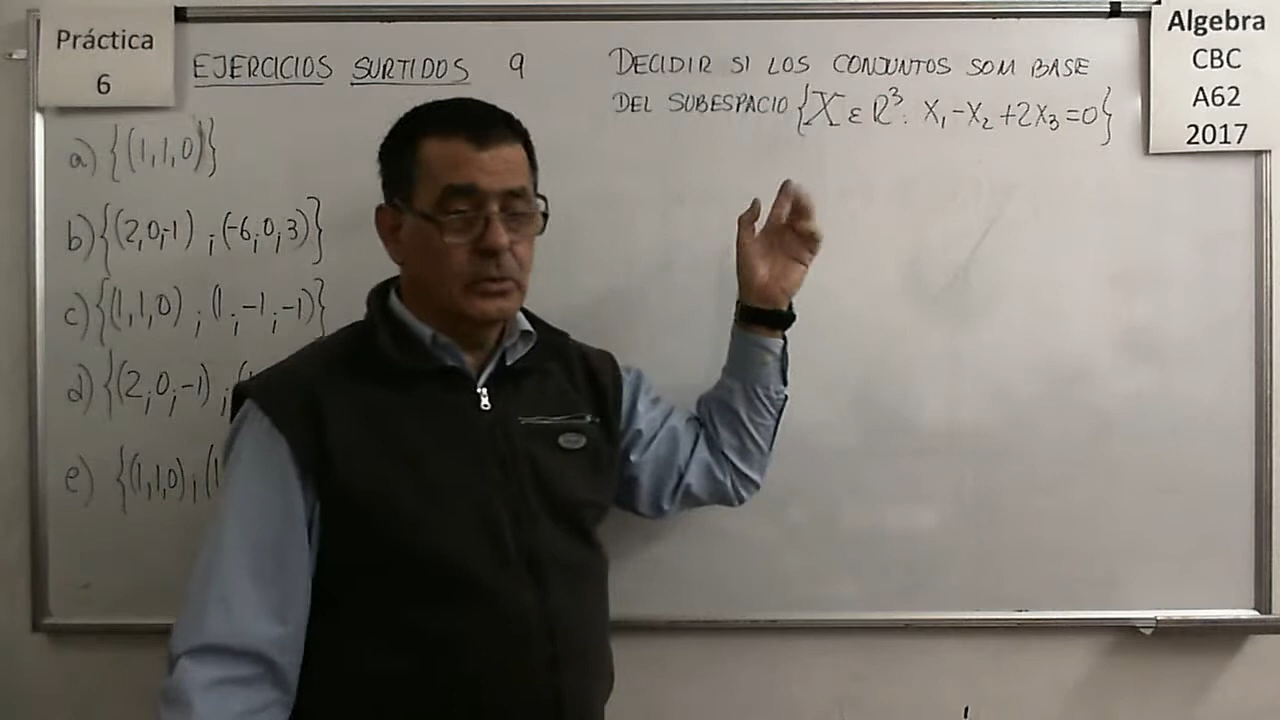 Práctica
6
EJERCICIOS SURTIDOS 9
DECIDIR SI LOS CONJUNTOS SON BASE
DEL SUBESPACIO {X ε R³: X₁-X₂+2X₃=0}
Algebra
CBC
A62
2017
a) {(1,1,0)}
b) {(2,0,-1) ; (-6;0;3)}
c) {(1,1,0) ; (1;-1;-1)}
d) {(2;0;-1) ; (
e) {(1,1,0) ; (1